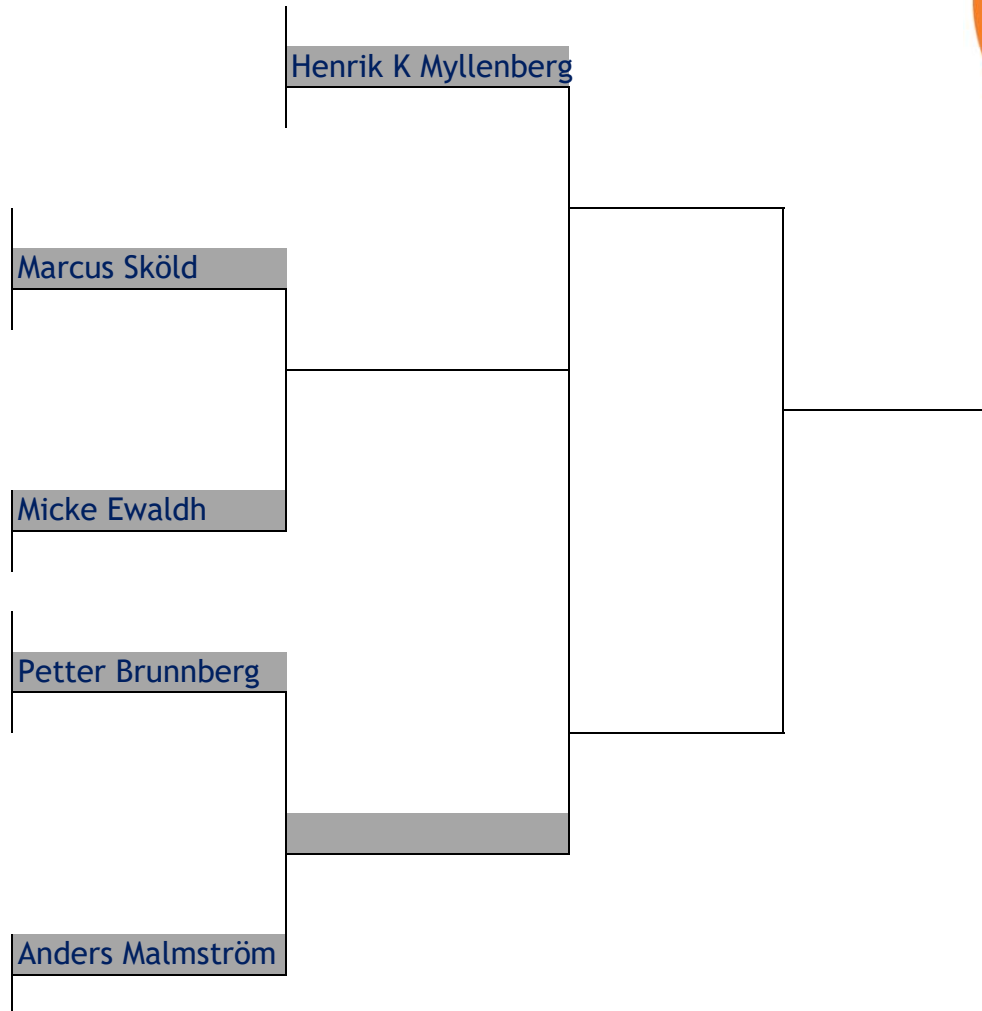 Henrik K Myllenberg
Marcus Sköld
Micke Ewaldh
Petter Brunnberg
Anders Malmström